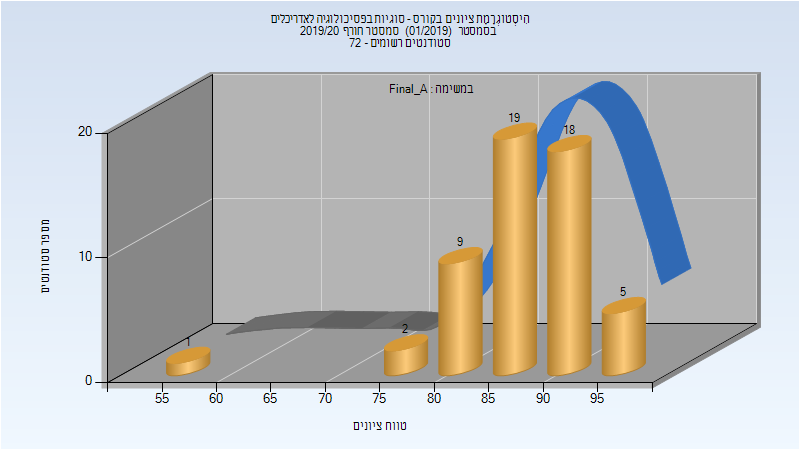 היסטוגרמת ציונים בקורס - סוגיות בפסיכולוגיה לאדריכלים
בסמסטר (01/2019) סמסטר חורף 2019/20
סטודנטים רשומים - 72
במשימה : Final_A
20
10
0
מספר סטודנטים
1
2
9
19
18
5
55 60 65 70 75 80 85 90 95
טווח ציונים